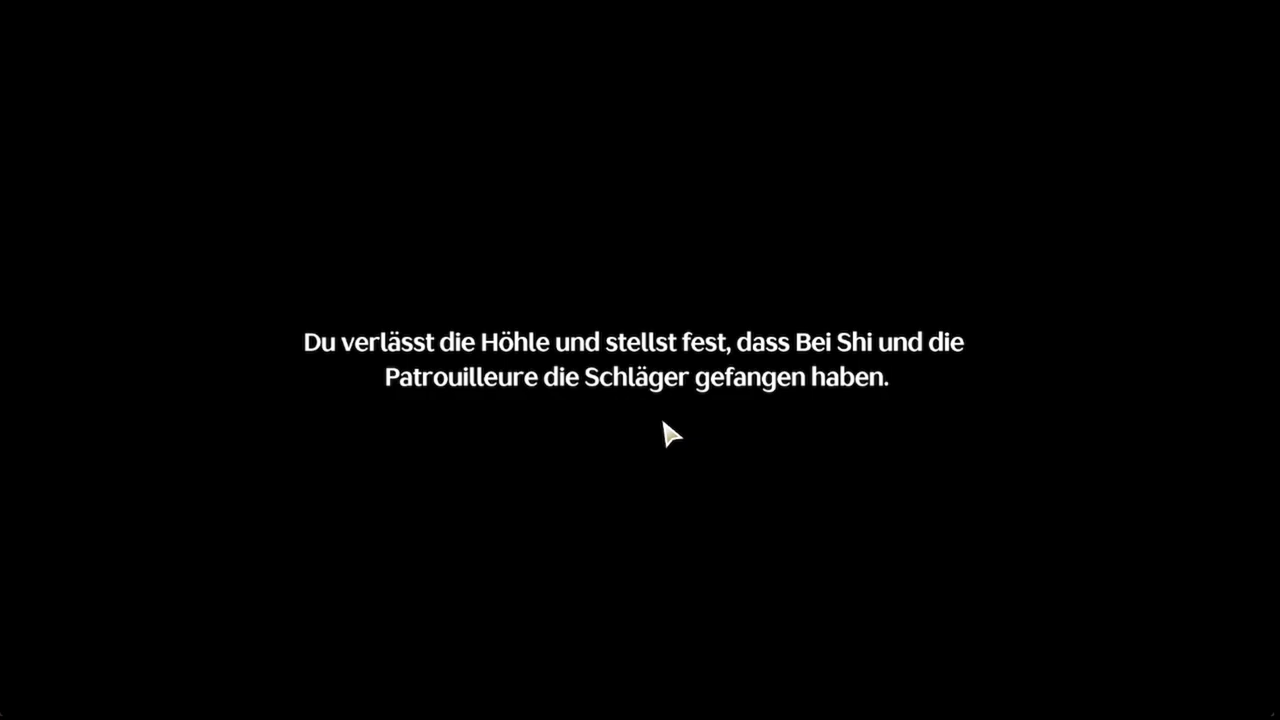 Du verlässt die Höhle und stellst fest, dass Bei Shi und die
Patrouilleure die Schläger gefangen haben.